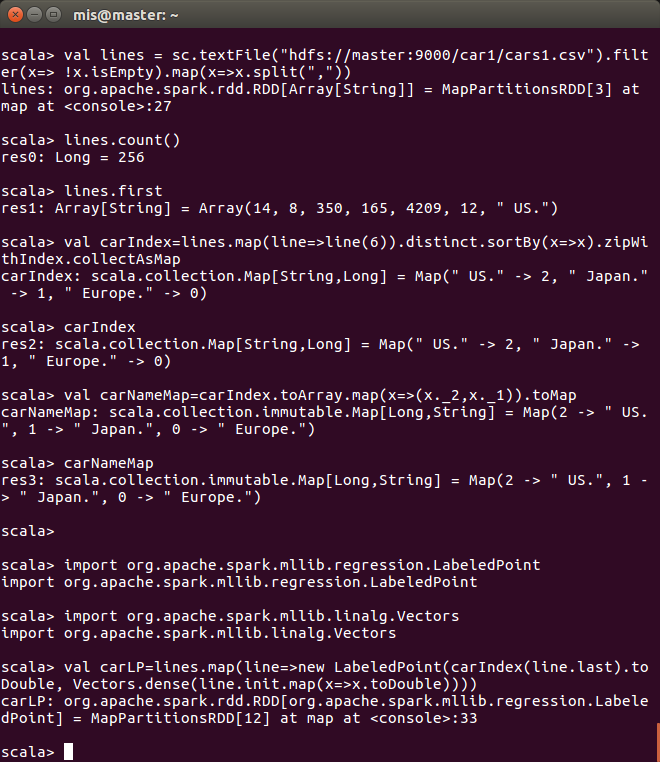 mis@master: ~
scala> val lines = sc.textFile("hdfs://master:9000/car1/cars1.csv").filt
er(x=> !x.isEmpty).map(x=>x.split(","))
lines: org.apache.spark.rdd.RDD[Array[String]] = MapPartitionsRDD[3] at
map at <console>:27
scala> lines.count()
res0: Long = 256
scala> lines.first
res1: Array[String] = Array(14, 8, 350, 165, 4209, 12, " US.")
scala> val carIndex=lines.map(line=>line(6)).distinct.sortBy(x=>x).zipWi
thIndex.collectAsMap
carIndex: scala.collection.Map[String,Long] = Map(" US." -> 2, " Japan."
 -> 1, " Europe." -> 0)
scala> carIndex
res2: scala.collection.Map[String,Long] = Map(" US." -> 2, " Japan." ->
1, " Europe." -> 0)
scala> val carNameMap=carIndex.toArray.map(x=>(x._2,x._1)).toMap
carNameMap: scala.collection.immutable.Map[Long,String] = Map(2 -> " US.
", 1 -> " Japan.", 0 -> " Europe.")
scala> carNameMap
res3: scala.collection.immutable.Map[Long,String] = Map(2 -> " US.", 1 -
> " Japan.", 0 -> " Europe.")
scala>
scala> import org.apache.spark.mllib.regression.LabeledPoint
import org.apache.spark.mllib.regression.LabeledPoint
scala> import org.apache.spark.mllib.linalg.Vectors
import org.apache.spark.mllib.linalg.Vectors
scala> val carLP=lines.map(line=>new LabeledPoint(carIndex(line.last).to
Double, Vectors.dense(line.init.map(x=>x.toDouble))))
carLP: org.apache.spark.rdd.RDD[org.apache.spark.mllib.regression.Labele
dPoint] = MapPartitionsRDD[12] at map at <console>:33
scala>